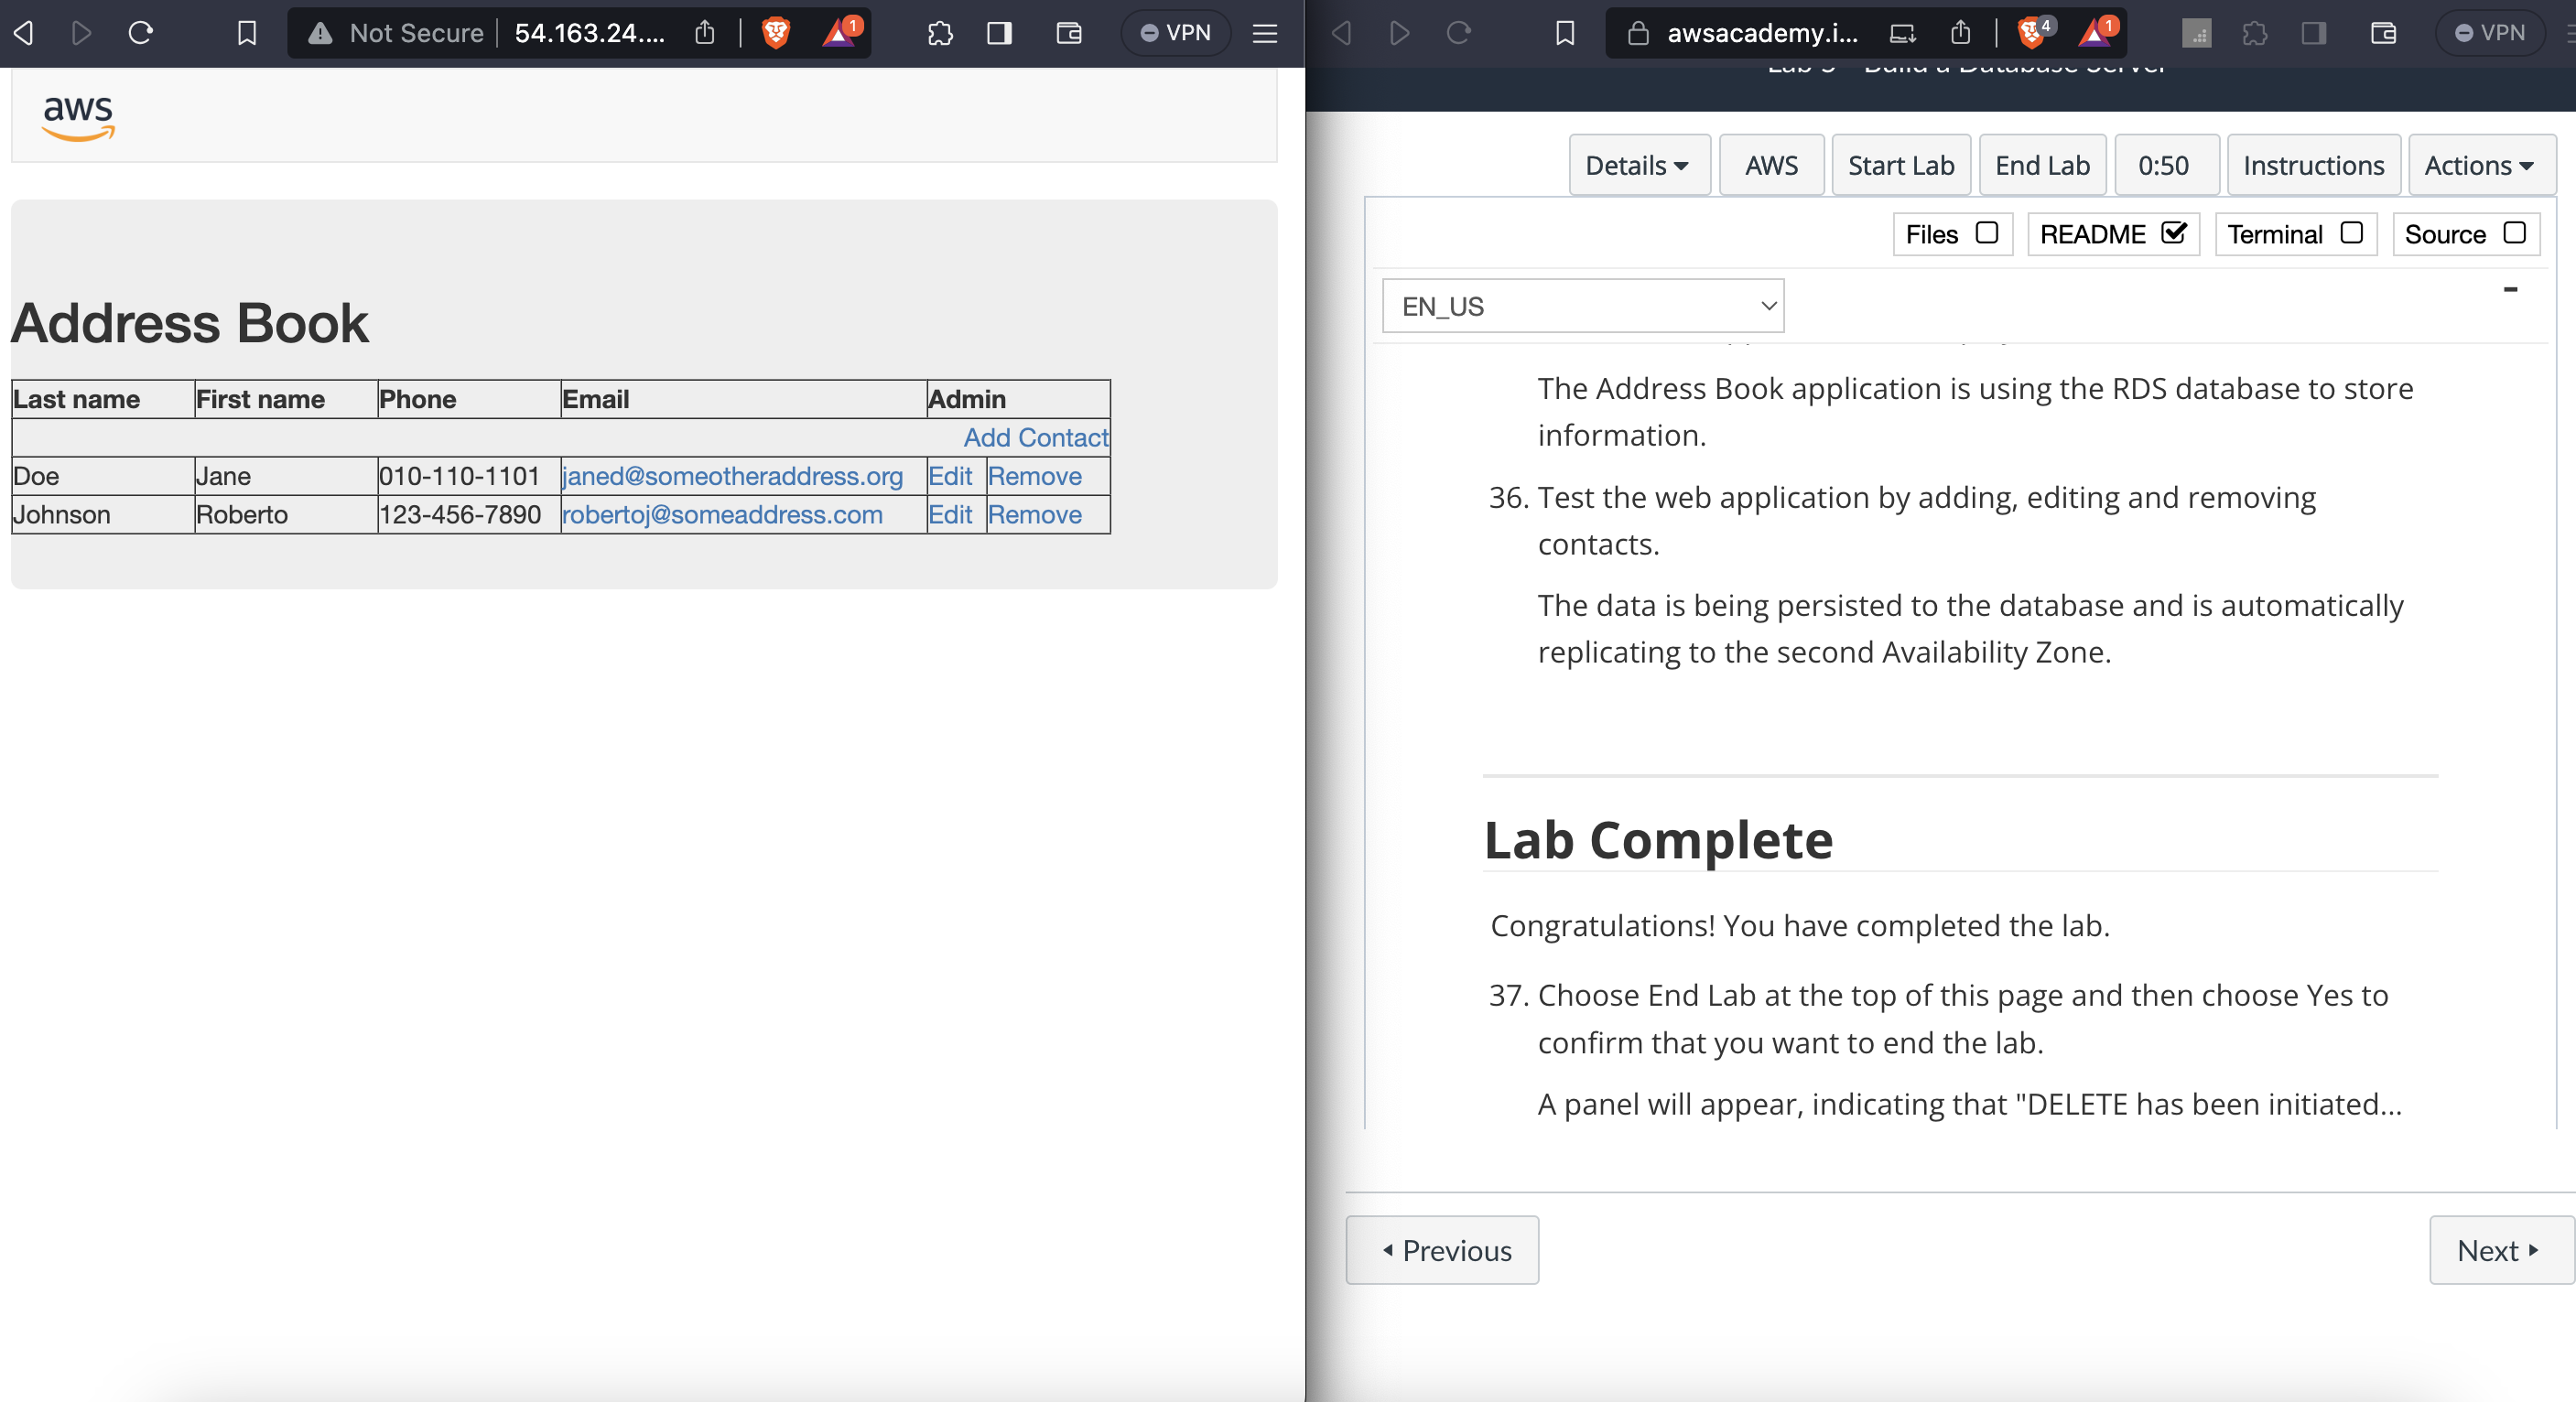 Not Secure
54.163.24....
1
VPN
aws
Address Book
Last name First name Phone Email Admin
Add Contact
Doe Jane 010-110-1101 janed@someotheraddress.org Edit Remove
Johnson Roberto 123-456-7890 robertoj@someaddress.com Edit Remove
awsacademy.i...
4
1
VPN
Details AWS Start Lab End Lab 0:50 Instructions Actions
Files README Terminal Source
EN_US
-
The Address Book application is using the RDS database to store
information.
36. Test the web application by adding, editing and removing
contacts.
The data is being persisted to the database and is automatically
replicating to the second Availability Zone.
Lab Complete
Congratulations! You have completed the lab.
37. Choose End Lab at the top of this page and then choose Yes to
confirm that you want to end the lab.
A panel will appear, indicating that "DELETE has been initiated...
Previous
Next